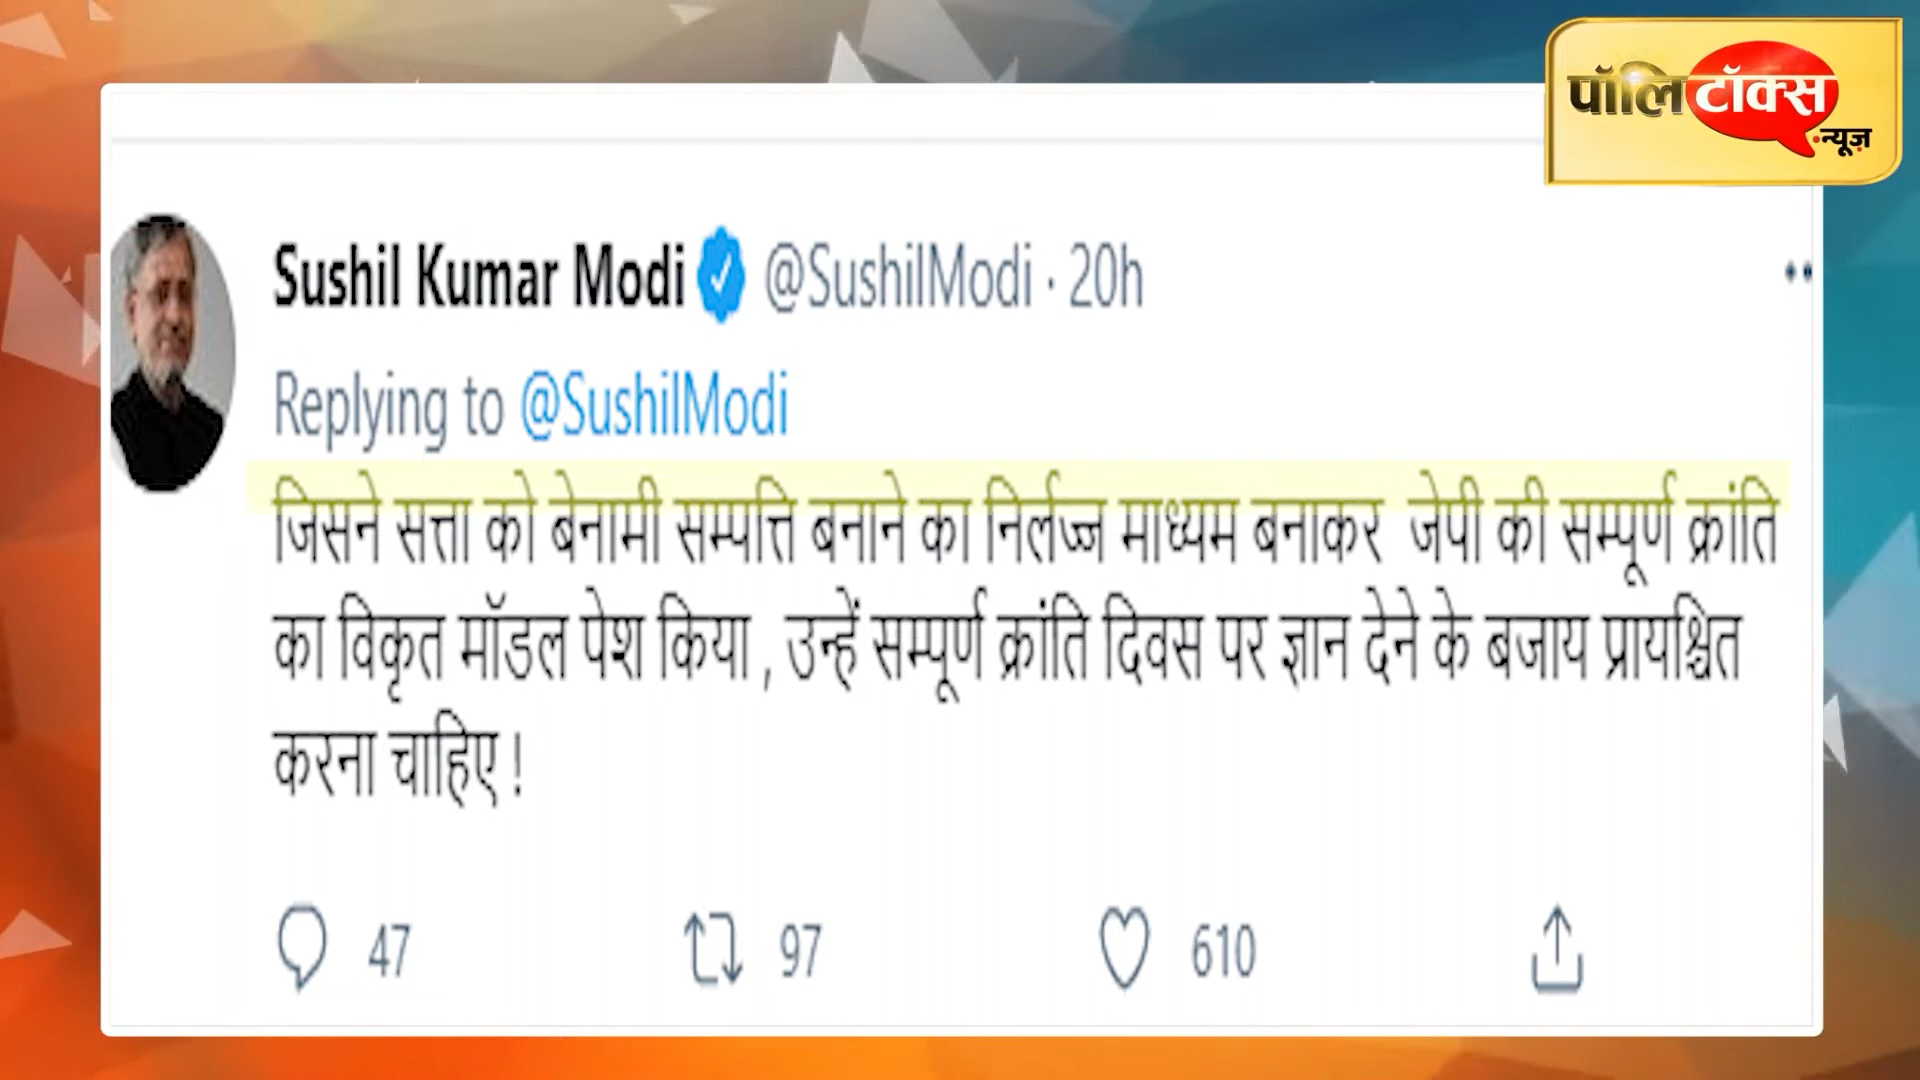 पॉलिटॉक्स
.न्यूज़
Sushil Kumar Modi @SushilModi · 20h
Replying to @SushilModi
जिसने सत्ता को बेनामी सम्पत्ति बनाने का निर्लज्ज माध्यम बनाकर जेपी की सम्पूर्ण क्रांति
का विकृत मॉडल पेश किया , उन्हें सम्पूर्ण क्रांति दिवस पर ज्ञान देने के बजाय प्रायश्चित
करना चाहिए !
47 97 610